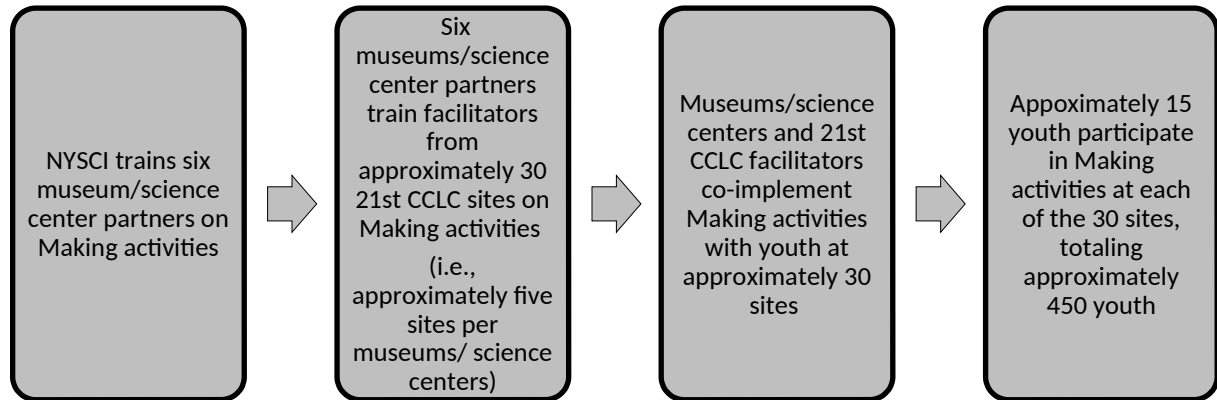 NYSCI trains six
museum/science
center partners on
Making activities
Six
museums/science
center partners
train facilitators
from
approximately 30
21st CCLC sites on
Making activities
(i.e.,
approximately five
sites per
museums/ science
centers)
Museums/science
centers and 21st
CCLC facilitators
co-implement
Making activities
with youth at
approximately 30
sites
Appoximately 15
youth participate
in Making
activities at each
of the 30 sites,
totaling
approximately
450 youth